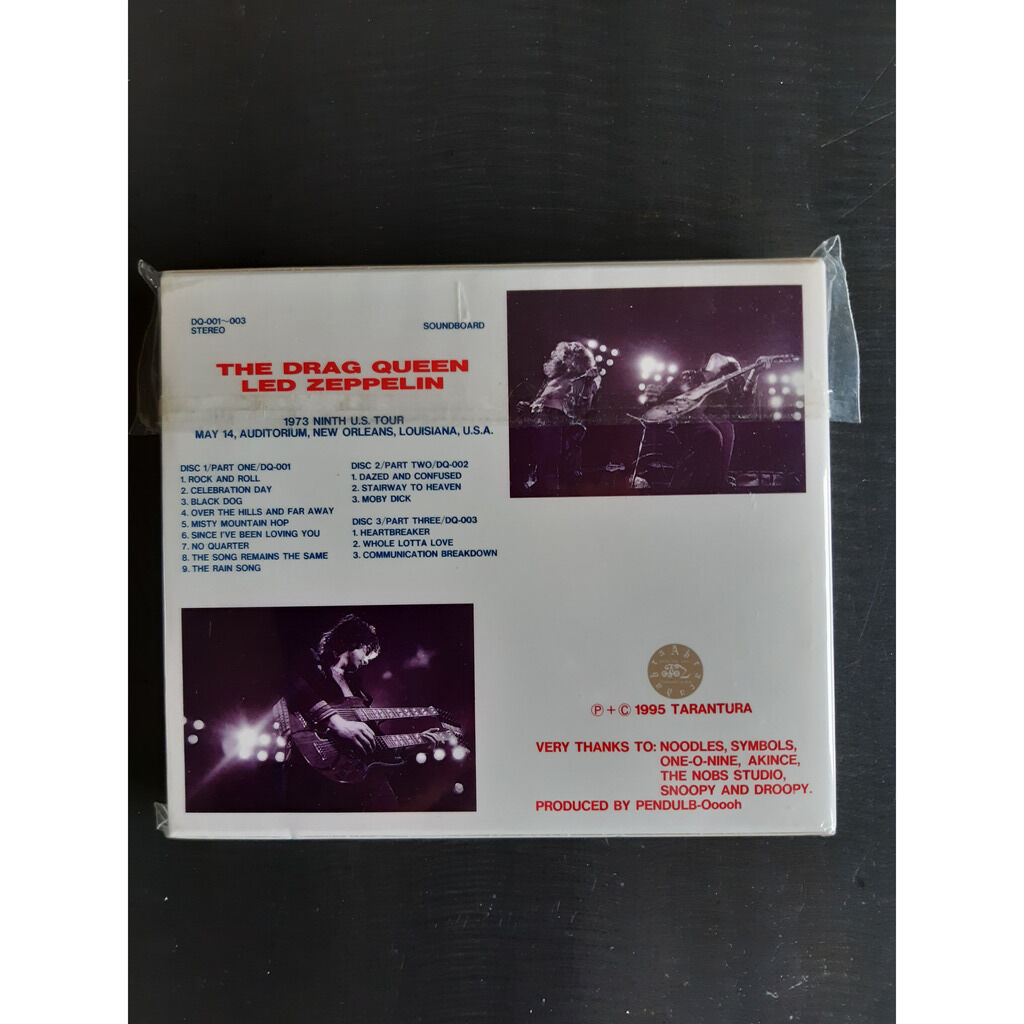 DQ-001~003
STEREO
SOUNDBOARD
THE DRAG QUEEN
LED ZEPPELIN
1973 NINTH U.S. TOUR
MAY 14, AUDITORIUM, NEW ORLEANS, LOUISIANA, U.S.A.
DISC 1/PART ONE/DQ-001
1. ROCK AND ROLL
2. CELEBRATION DAY
3. BLACK DOG
4. OVER THE HILLS AND FAR AWAY
5. MISTY MOUNTAIN HOP
6. SINCE I'VE BEEN LOVING YOU
7. NO QUARTER
8. THE SONG REMAINS THE SAME
9. THE RAIN SONG
DISC 2/PART TWO/DQ-002
1. DAZED AND CONFUSED
2. STAIRWAY TO HEAVEN
3. MOBY DICK
DISC 3/PART THREE/DQ-003
1. HEARTBREAKER
2. WHOLE LOTTA LOVE
3. COMMUNICATION BREAKDOWN
Ⓟ+Ⓒ 1995 TARANTURA
VERY THANKS TO: NOODLES, SYMBOLS,
ONE-O-NINE, AKINCE,
THE NOBS STUDIO,
SNOOPY AND DROOPY.
PRODUCED BY PENDULB-Ooooh